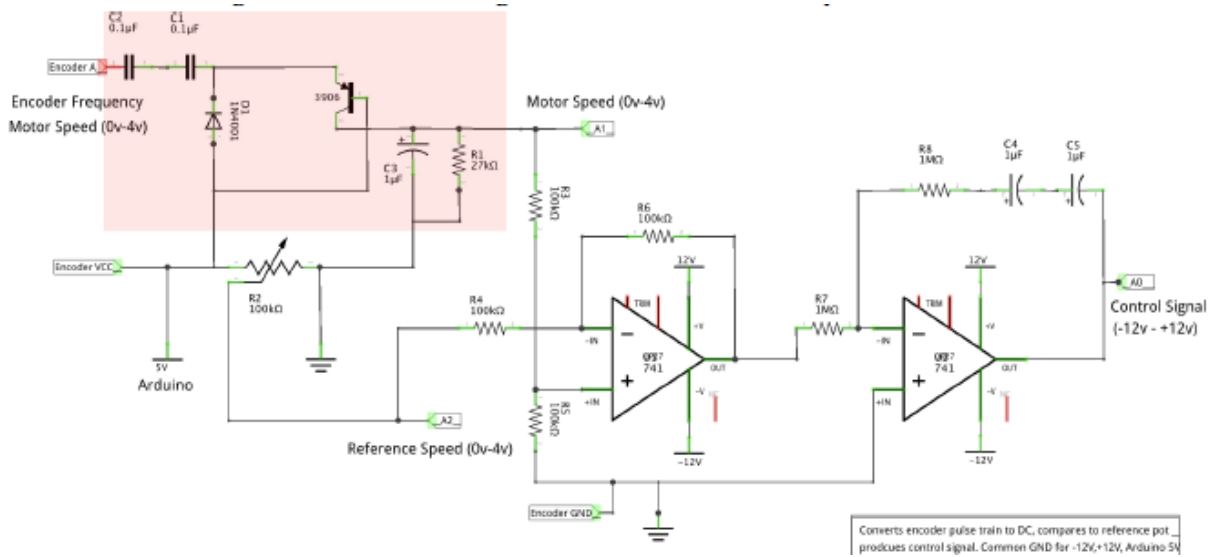 C2
0.1µF
C1
0.1µF
Encoder A
Encoder Frequency
Motor Speed (0v-4v)
D1
1N4001
3906
C3
1µF
R1
27kΩ
Motor Speed (0v-4v)
A1
R3
100kΩ
R6
100kΩ
R8
1MΩ
C4
1µF
C5
1µF
Encoder VCC
R2
100kΩ
5V
Arduino
R4
100kΩ
12V
TRIM
+V
-IN
741
OUT
+IN
-V
NC
-12V
R5
100kΩ
R7
1MΩ
12V
TRIM
+V
-IN
741
OUT
+IN
-V
NC
-12V
A0
Control Signal
(-12v - +12v)
A2
Reference Speed (0v-4v)
Encoder GND
Converts encoder pulse train to DC, compares to reference pot
prodcues control signal. Common GND for -12V,+12V, Arduino 5V